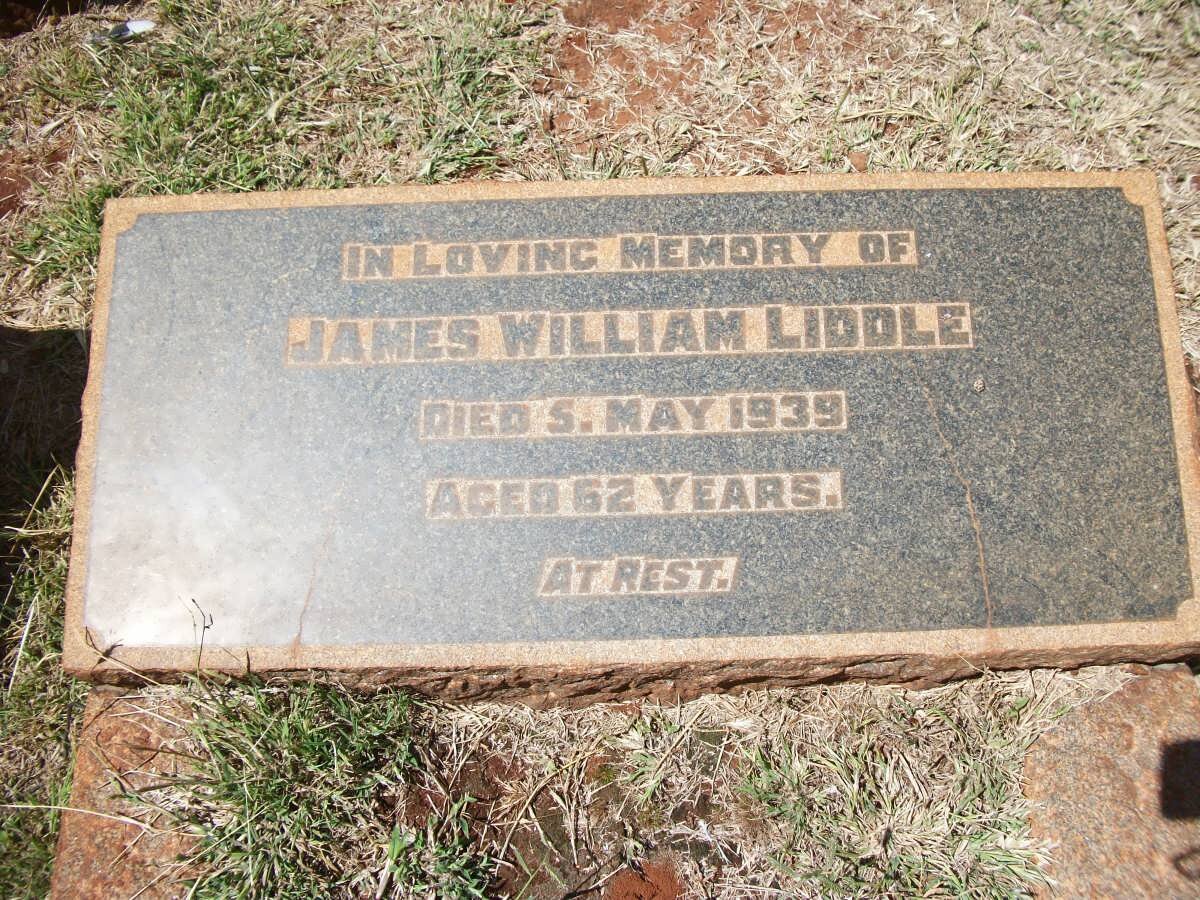 IN LOVING MEMORY OF
JAMES WILLIAM LIDDLE
DIED 5. MAY 1939
AGED 62 YEARS.
AT REST.